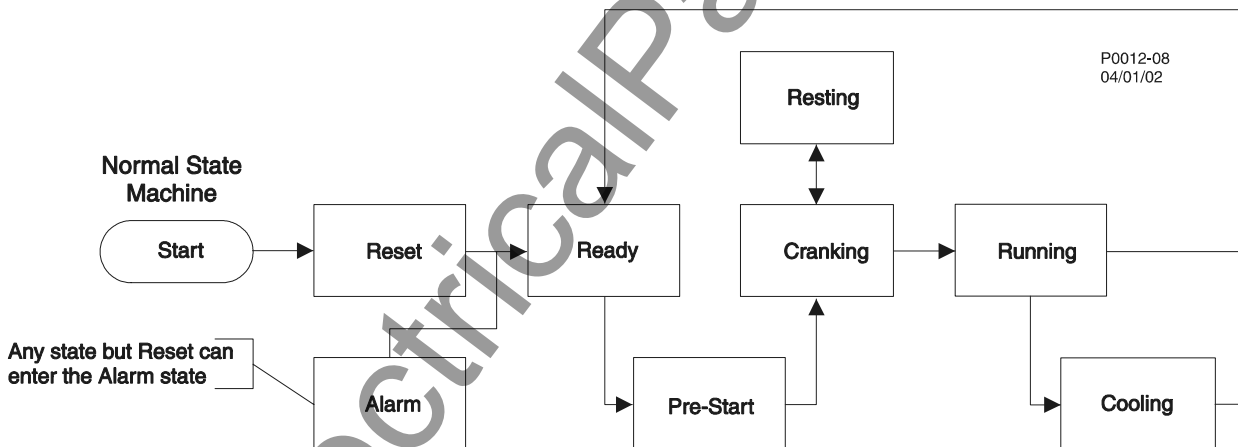 P0012-08
04/01/02
Resting
Normal State
Machine
Start
Reset
Ready
Cranking
Running
Any state but Reset can
enter the Alarm state
Alarm
Pre-Start
Cooling
ctricalPa